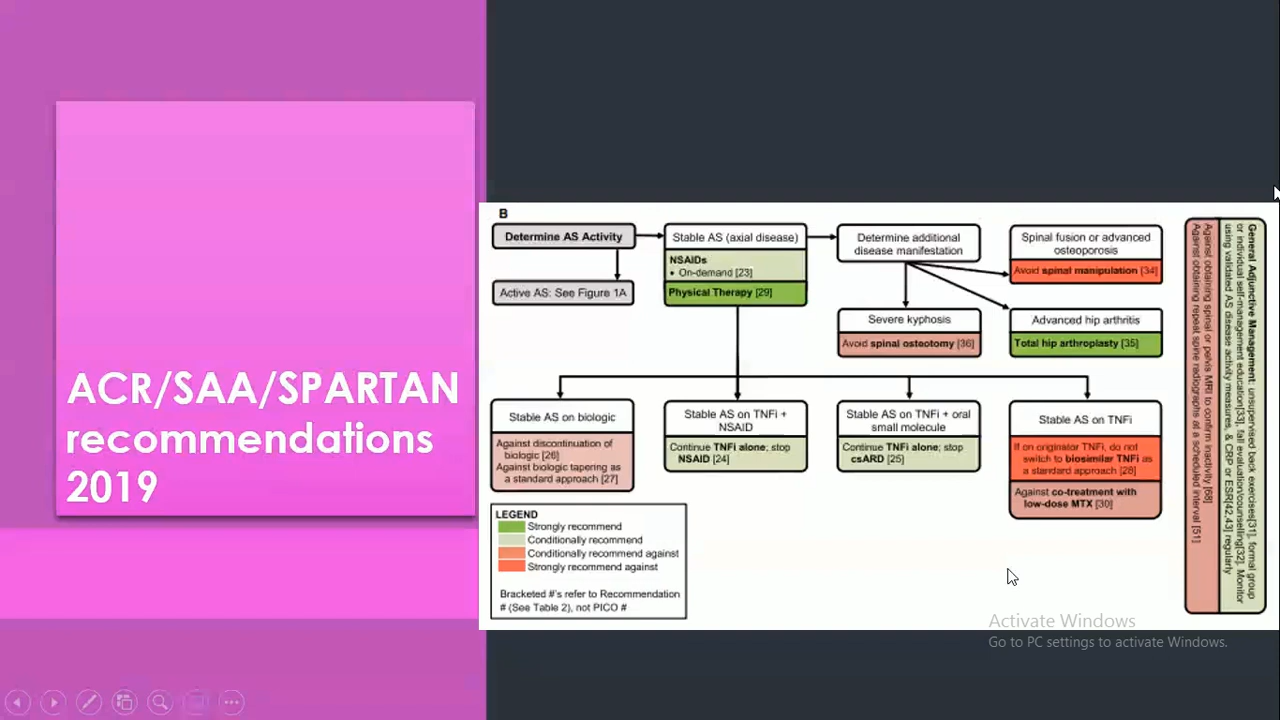 ACR/SAA/SPARTAN
recommendations
2019
B
Determine AS Activity
Active AS: See Figure 1A
Stable AS (axial disease)
NSAIDs
• On-demand [23]
Physical Therapy [29]
Determine additional
disease manifestation
Spinal fusion or advanced
osteoporosis
Avoid spinal manipulation [34]
Severe kyphosis
Avoid spinal osteotomy [36]
Advanced hip arthritis
Total hip arthroplasty [35]
Stable AS on biologic
Against discontinuation of
biologic [26]
Against biologic tapering as
a standard approach [27]
Stable AS on TNFi +
NSAID
Continue TNFi alone; stop
NSAID [24]
Stable AS on TNFi + oral
small molecule
Continue TNFi alone; stop
csARD [25]
Stable AS on TNFi
If on originator TNFi, do not
switch to biosimilar TNFi as
a standard approach [28]
Against co-treatment with
low-dose MTX [30]
LEGEND
Strongly recommend
Conditionally recommend
Conditionally recommend against
Strongly recommend against
Bracketed #'s refer to Recommendation
# (See Table 2), not PICO #
General Adjunctive Management: unsupervised back exercises[31], formal group
or individual self-management education[33], fall evaluation/counselling[32]. Monitor
using validated AS disease activity measures, & CRP or ESR[42,43] regularly
Against obtaining spinal or pelvis MRI to confirm inactivity [68]
Against obtaining repeat spine radiographs at a scheduled interval [51]
Activate Windows
Go to PC settings to activate Windows.